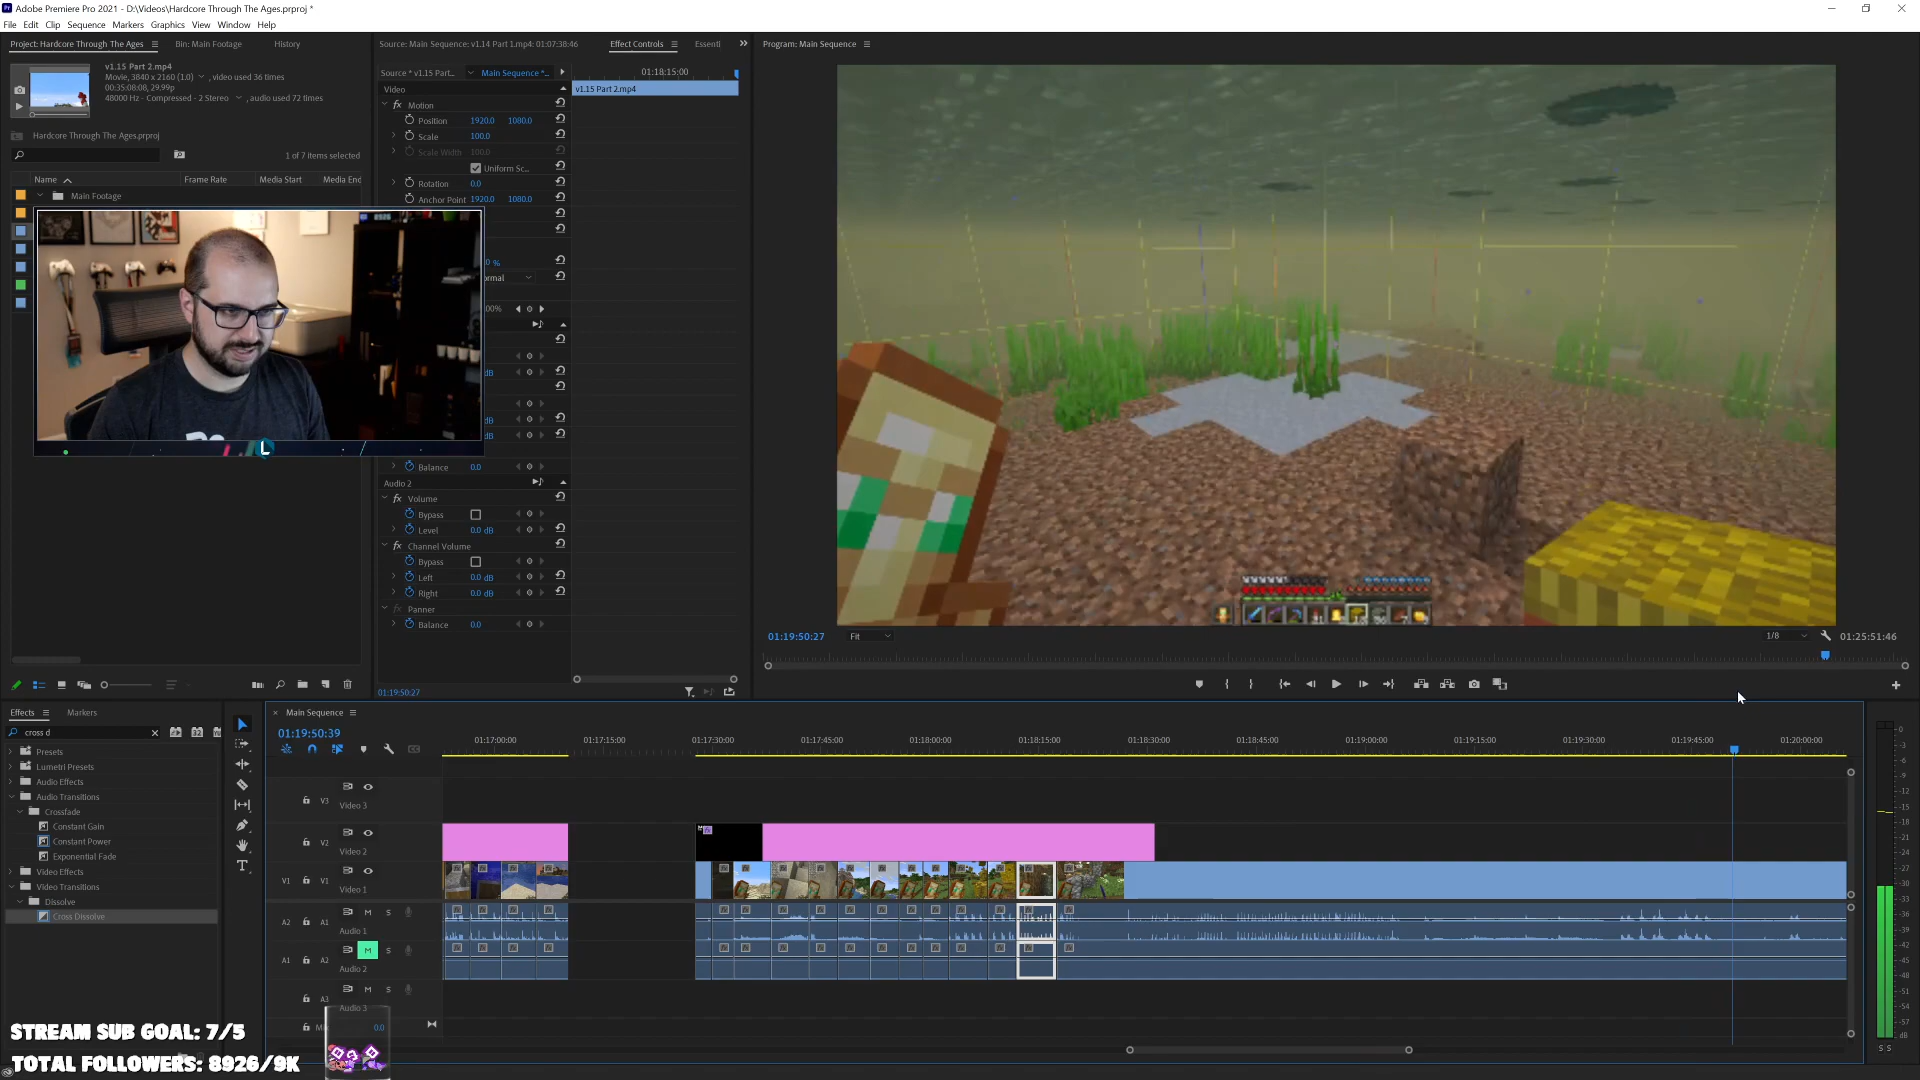 Adobe Premiere Pro 2021 - D:\Videos\Hardcore Through The Ages.prproj *
File Edit Clip Sequence Markers Graphics View Window Help
Project: Hardcore Through The Ages
Bin: Main Footage
History
v1.15 Part 2.mp4
Movie, 3840 x 2160 (1.0)
, video used 36 times
00:35:08:08, 29.99p
48000 Hz - Compressed - 2 Stereo
, audio used 72 times
Hardcore Through The Ages.prproj
1 of 7 items selected
Name
Frame Rate
Media Start
Media End
Main Footage
Source: Main Sequence: v1.14 Part 1.mp4: 01:07:38:46
Effect Controls
Essenti
Source * v1.15 Part...
Main Sequence *...
01:18:15:00
Video
v1.15 Part 2.mp4
fx Motion
Position 1920.0 1080.0
Scale 100.0
Scale Width 100.0
Uniform Sc...
Rotation 0.0
Anchor Point 1920.0 1080.0
Balance 0.0
Audio 2
fx Volume
Bypass
Level 0.0 dB
fx Channel Volume
Bypass
Left 0.0 dB
Right 0.0 dB
fx Panner
Balance 0.0
01:19:50:27
Program: Main Sequence
01:19:50:27
Fit
1/8
01:25:51:46
Effects
Markers
cross d
Presets
Lumetri Presets
Audio Effects
Audio Transitions
Crossfade
Constant Gain
Constant Power
Exponential Fade
Video Effects
Video Transitions
Dissolve
Cross Dissolve
Main Sequence
01:19:50:39
01:17:00:00 01:17:15:00 01:17:30:00 01:17:45:00 01:18:00:00 01:18:15:00 01:18:30:00 01:18:45:00 01:19:00:00 01:19:15:00 01:19:30:00 01:19:45:00 01:20:00:00
V3 Video 3
V2 Video 2
V1 V1 Video 1
A2 A1 M S Audio 1
A1 A2 M S Audio 2
A3 M S Audio 3
0.0
S S
STREAM SUB GOAL: 7/5
TOTAL FOLLOWERS: 8926/9K